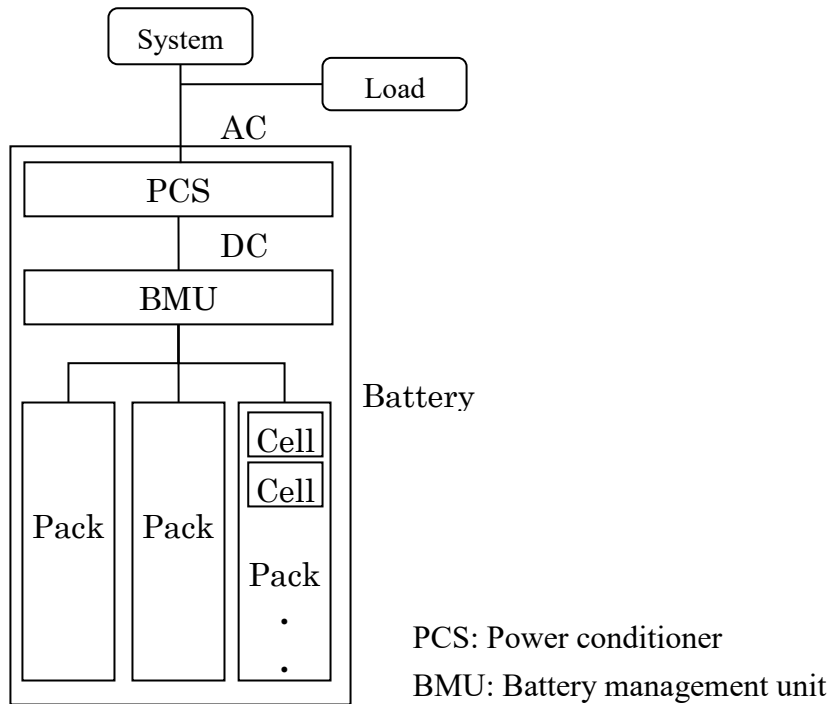 System
Load
AC
PCS
DC
BMU
Battery
Cell
Cell
Pack
Pack
Pack
PCS: Power conditioner
BMU: Battery management unit